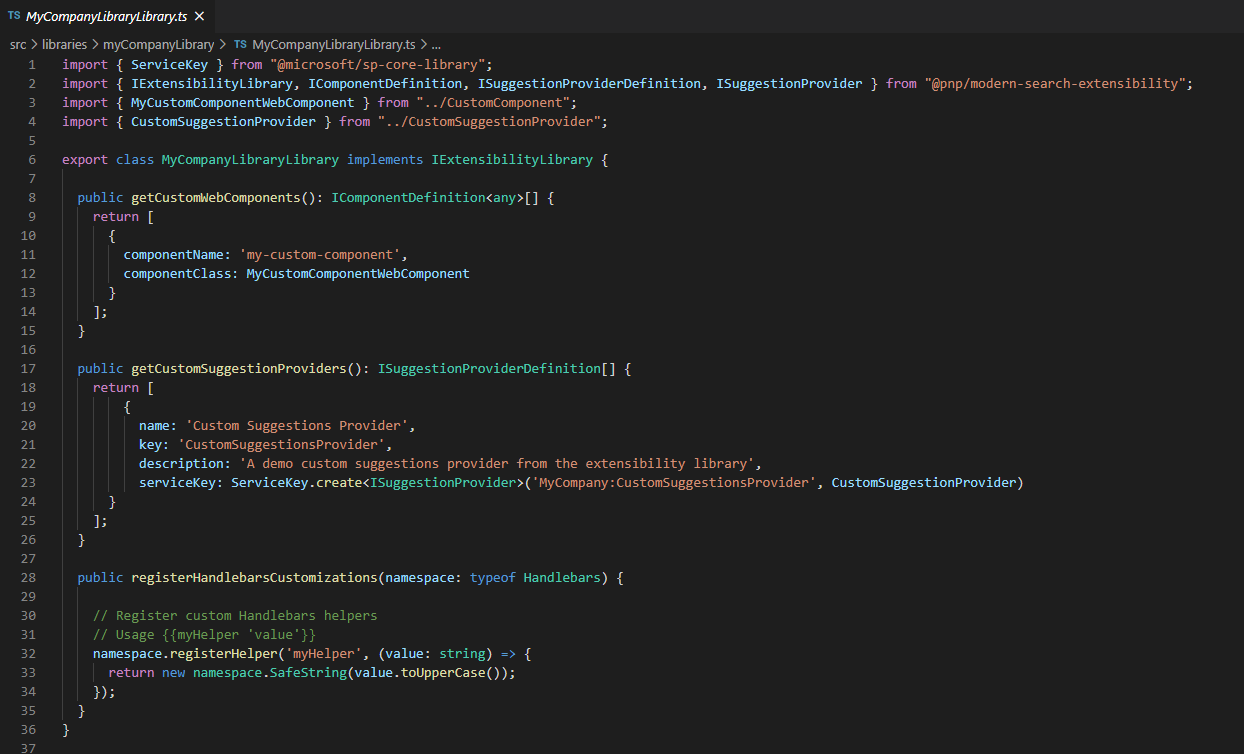 TS MyCompanyLibraryLibrary.ts ×
src > libraries > myCompanyLibrary > TS MyCompanyLibraryLibrary.ts > ...
1 import { ServiceKey } from "@microsoft/sp-core-library";
2 import { IExtensibilityLibrary, IComponentDefinition, ISuggestionProviderDefinition, ISuggestionProvider } from "@pnp/modern-search-extensibility";
3 import { MyCustomComponentWebComponent } from "../CustomComponent";
4 import { CustomSuggestionProvider } from "../CustomSuggestionProvider";
5
6 export class MyCompanyLibraryLibrary implements IExtensibilityLibrary {
7
8   public getCustomWebComponents(): IComponentDefinition<any>[] {
9     return [
10       {
11         componentName: 'my-custom-component',
12         componentClass: MyCustomComponentWebComponent
13       }
14     ];
15   }
16
17   public getCustomSuggestionProviders(): ISuggestionProviderDefinition[] {
18     return [
19         {
20           name: 'Custom Suggestions Provider',
21           key: 'CustomSuggestionsProvider',
22           description: 'A demo custom suggestions provider from the extensibility library',
23           serviceKey: ServiceKey.create<ISuggestionProvider>('MyCompany:CustomSuggestionsProvider', CustomSuggestionProvider)
24       }
25     ];
26   }
27
28   public registerHandlebarsCustomizations(namespace: typeof Handlebars) {
29
30     // Register custom Handlebars helpers
31     // Usage {{myHelper 'value'}}
32     namespace.registerHelper('myHelper', (value: string) => {
33       return new namespace.SafeString(value.toUpperCase());
34     });
35   }
36 }
37